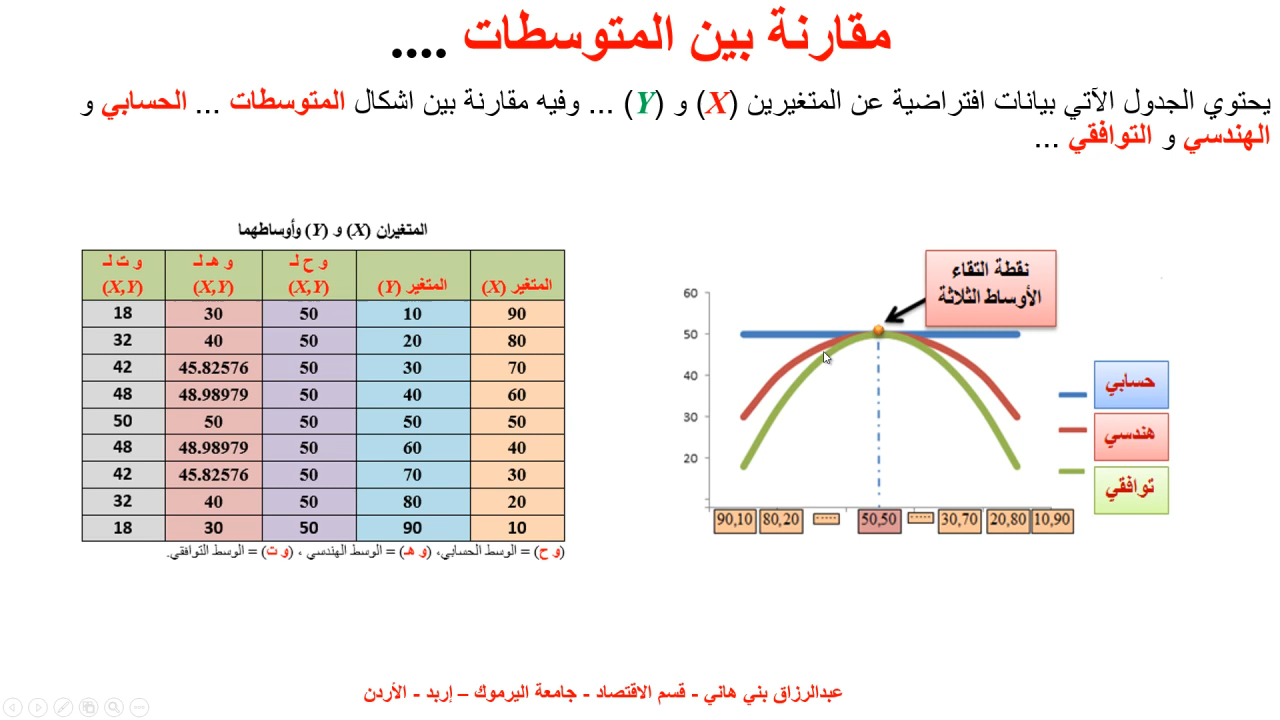 مقارنة بين المتوسطات ....
يحتوي الجدول الآتي بيانات افتراضية عن المتغيرين (X) و (Y) ... وفيه مقارنة بين اشكال المتوسطات ... الحسابي و
الهندسي و التوافقي ...
المتغيران (X) و (Y) وأوساطهما
المتغير (X) المتغير (Y) و ح لـ (X,Y) و هـ لـ (X,Y) و ت لـ (X,Y)
90 10 50 30 18
80 20 50 40 32
70 30 50 45.82576 42
60 40 50 48.98979 48
50 50 50 50 50
40 60 50 48.98979 48
30 70 50 45.82576 42
20 80 50 40 32
10 90 50 30 18
(و ح) = الوسط الحسابي، (و هـ) = الوسط الهندسي ، (و ت) = الوسط التوافقي.
نقطة التقاء
الأوساط الثلاثة
60
50
40
30
20
90,10 80,20 ..... 50,50 ..... 30,70 20,80 10,90
حسابي
هندسي
توافقي
عبدالرزاق بني هاني - قسم الاقتصاد - جامعة اليرموك – إربد - الأردن